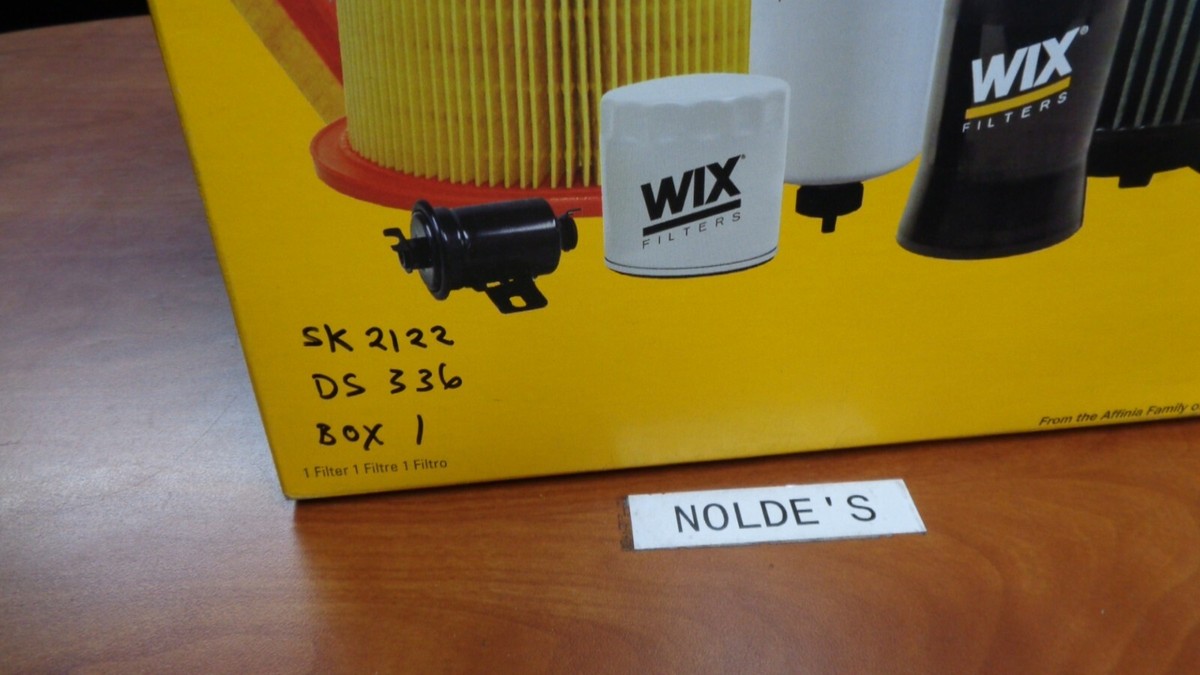 WIX®
FILTERS
WIX®
FILTERS
SK 2122
DS 336
BOX 1
1 Filter 1 Filtre 1 Filtro
From the Affinia Family o
NOLDE'S